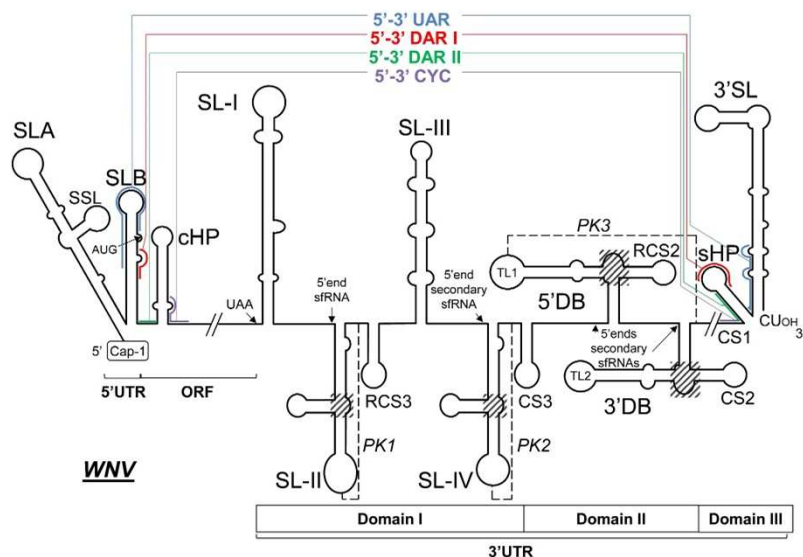 5'-3' UAR
5'-3' DAR I
5'-3' DAR II
5'-3' CYC
3'SL
SL-I
SLA
SL-III
SSL
SLB
cHP
AUG
PK3
sHP
RCS2
TL1
5'DB
5'end
sfRNA
5'end
secondary
sfRNA
UAA
CUOH
3'
CS1
5' Cap-1
5'ends
secondary
sfRNAs
5'UTR
ORF
RCS3
CS3
TL2
3'DB
CS2
PK1
PK2
WNV
SL-II
SL-IV
Domain I
Domain II
Domain III
3'UTR